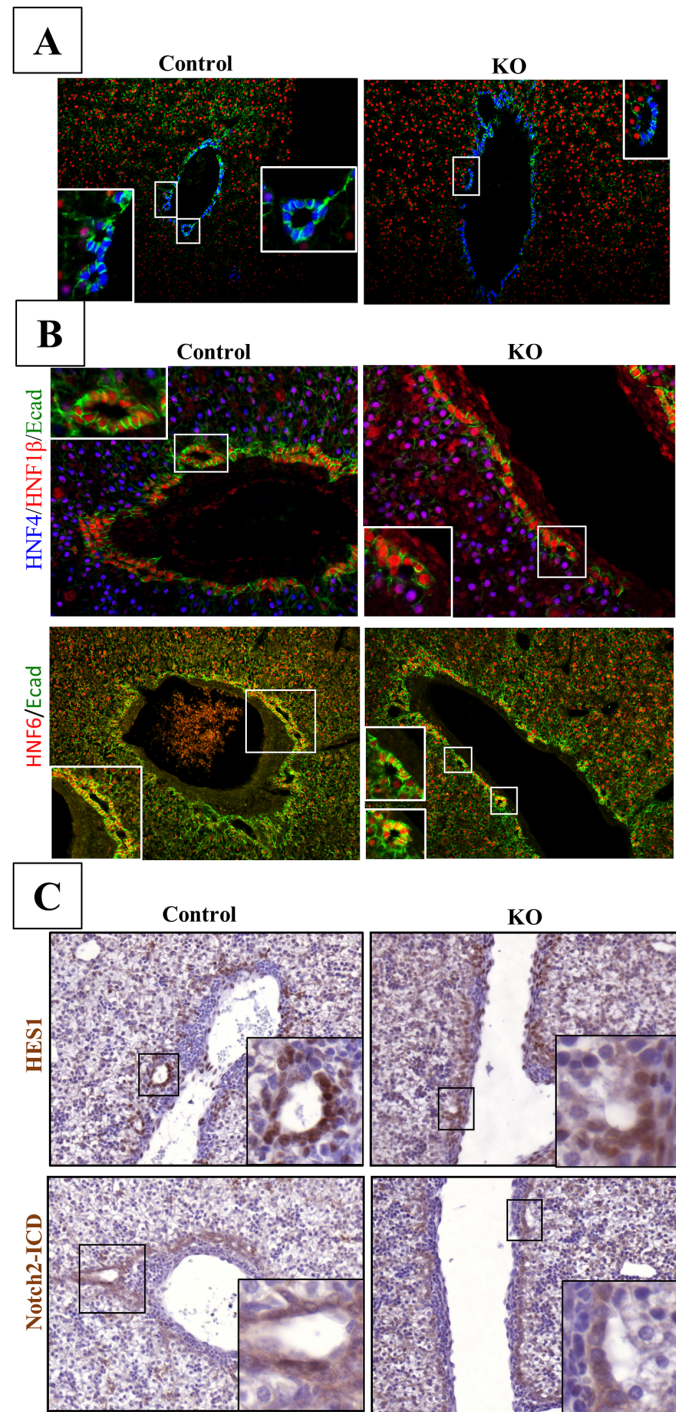 A
Control KO
B
Control KO
HNF4/HNF1β/Ecad
HNF6/Ecad
C
Control KO
HES1
Notch2-ICD